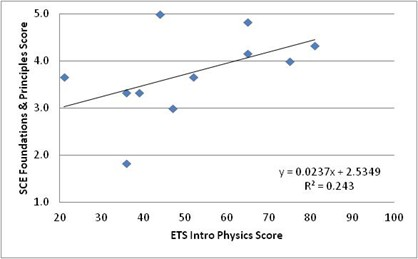 5.0
4.0
3.0
2.0
1.0
SCE Foundations & Principles Score
y = 0.0237x + 2.5349
R² = 0.243
20 30 40 50 60 70 80 90 100
ETS Intro Physics Score